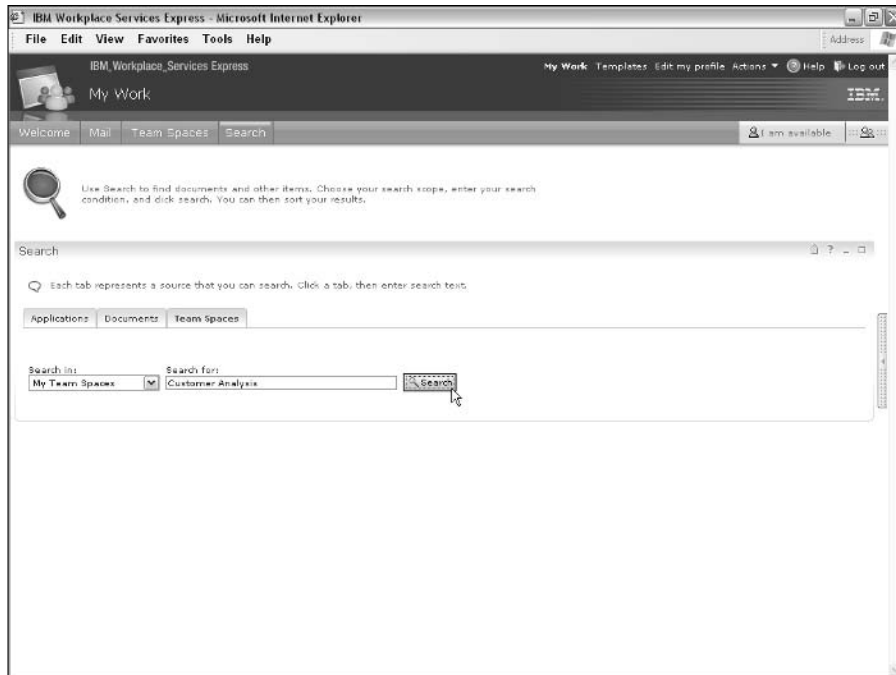 IBM Workplace Services Express - Microsoft Internet Explorer
File Edit View Favorites Tools Help Address
IBM_Workplace_Services Express My Work Templates Edit my profile Actions Help Log out
My Work IBM.
Welcome Mail Team Spaces Search I am available
Use Search to find documents and other items. Choose your search scope, enter your search
condition, and click search. You can then sort your results.
Search ?
Each tab represents a source that you can search. Click a tab, then enter search text.
Applications Documents Team Spaces
Search in: Search for:
My Team Spaces Customer Analysis Search